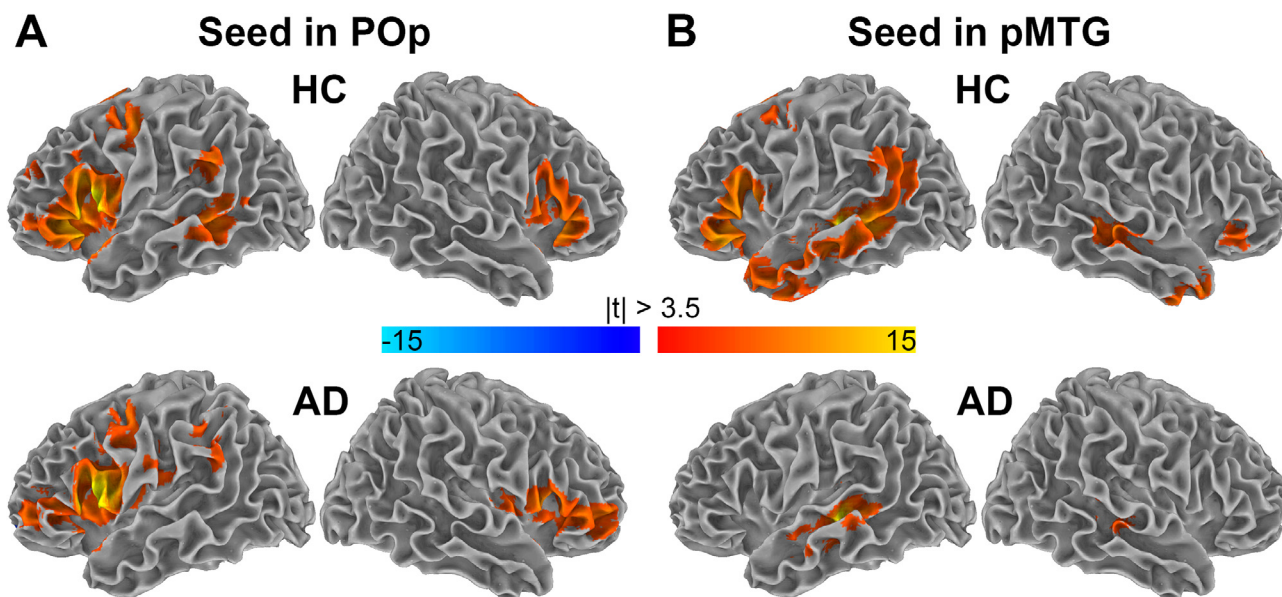 A Seed in POp
B Seed in pMTG
HC
HC
|t| > 3.5
-15
15
AD
AD